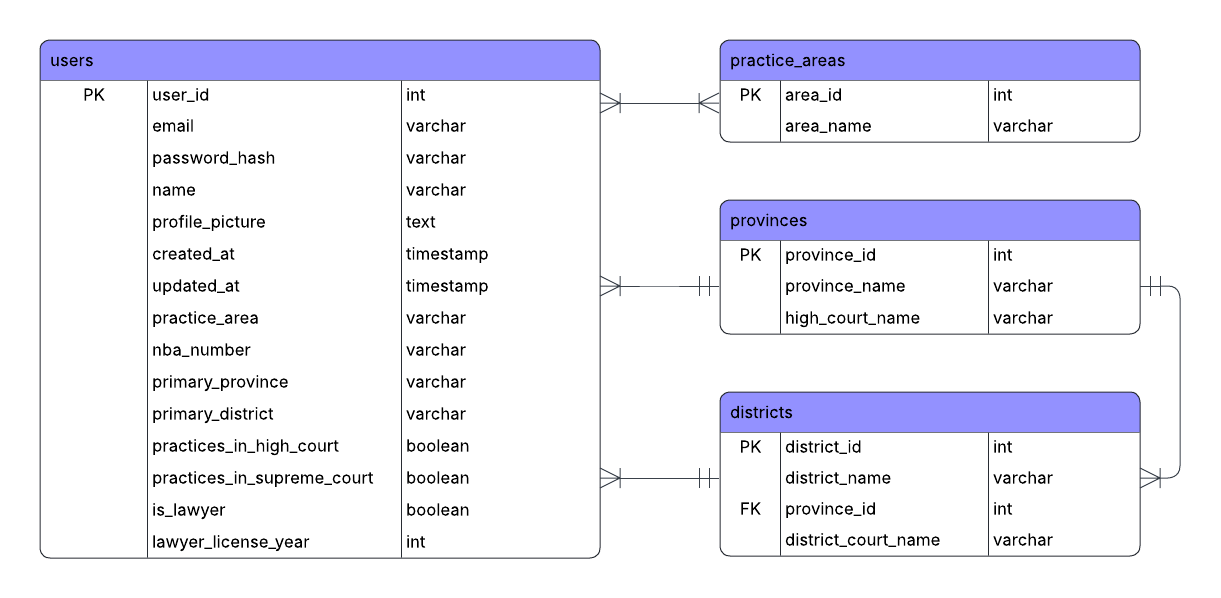 users
PK user_id int
email varchar
password_hash varchar
name varchar
profile_picture text
created_at timestamp
updated_at timestamp
practice_area varchar
nba_number varchar
primary_province varchar
primary_district varchar
practices_in_high_court boolean
practices_in_supreme_court boolean
is_lawyer boolean
lawyer_license_year int
practice_areas
PK area_id int
area_name varchar
provinces
PK province_id int
province_name varchar
high_court_name varchar
districts
PK district_id int
district_name varchar
FK province_id int
district_court_name varchar